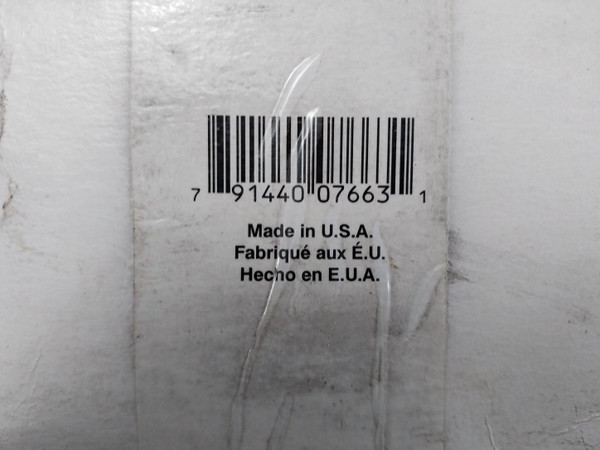 7 91440 07663 1
Made in U.S.A.
Fabriqué aux É.U.
Hecho en E.U.A.